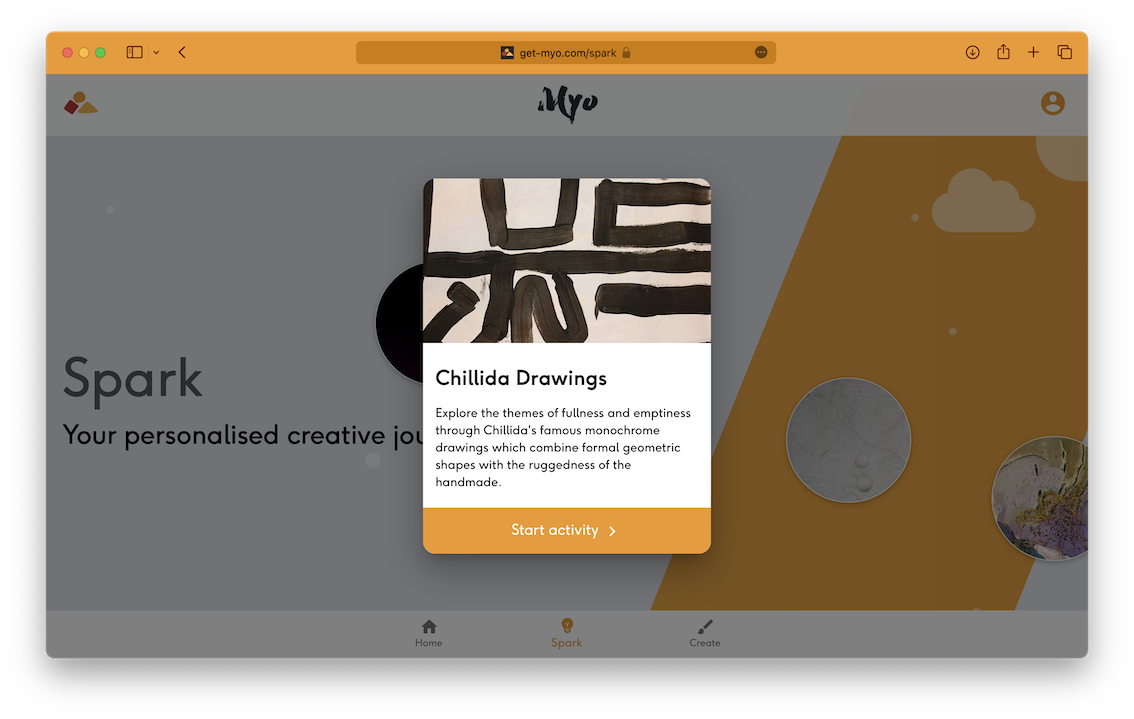 get-myo.com/spark
Myo
Spark
Your personalised creative jou
Chillida Drawings
Explore the themes of fullness and emptiness
through Chillida's famous monochrome
drawings which combine formal geometric
shapes with the ruggedness of the
handmade.
Start activity
Home
Spark
Create